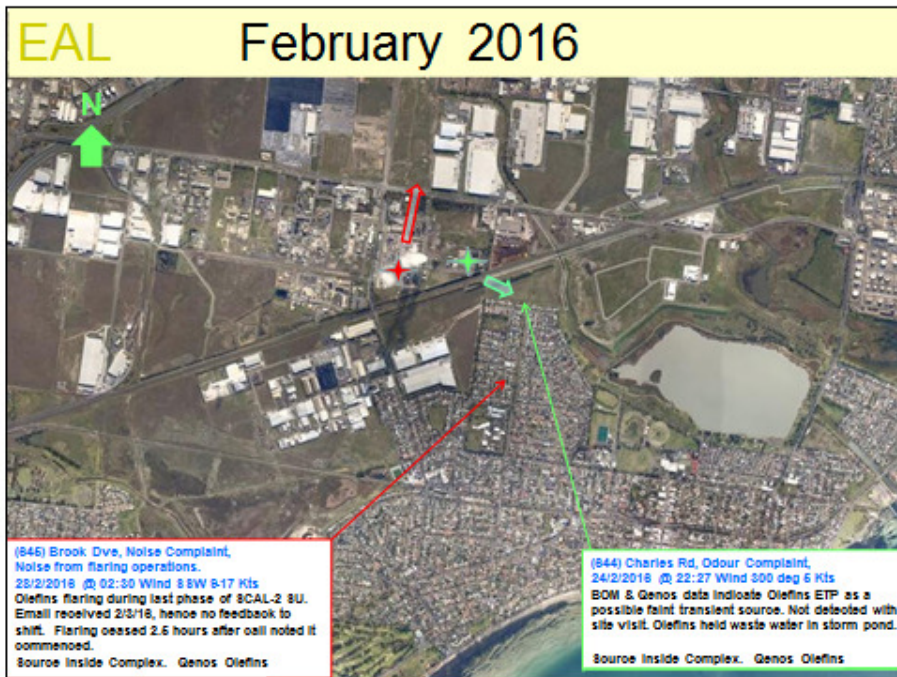 EAL February 2016
N
(645) Brook Dve, Noise Complaint,
Noise from flaring operations.
28/2/2016 @ 02:30 Wind SSW 9-17 Kts
Olefins flaring during last phase of SCAL-2 SU.
Email received 2/3/16, hence no feedback to
shift. Flaring ceased 2.5 hours after call noted it
commenced.
Source Inside Complex. Qenos Olefins
(644) Charles Rd, Odour Complaint,
24/2/2016 @ 22:27 Wind 300 deg 5 Kts
BOM & Qenos data indicate Olefins ETP as a
possible faint transient source. Not detected with
site visit. Olefins held waste water in storm pond.
Source Inside Complex. Qenos Olefins